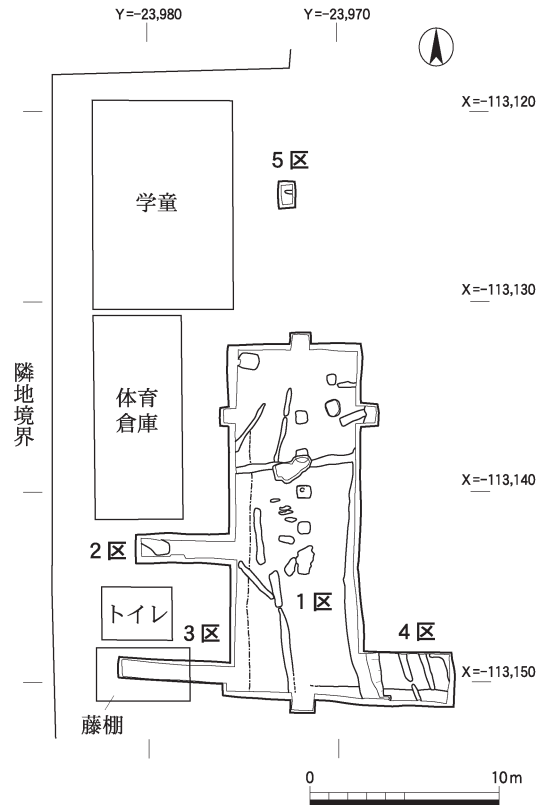 Y=−23,980
Y=−23,970
X=−113,120
5区
学童
X=−113,130
隣地境界
体育
倉庫
X=−113,140
2区
トイレ
1区
3区
4区
X=−113,150
藤棚
0
10m